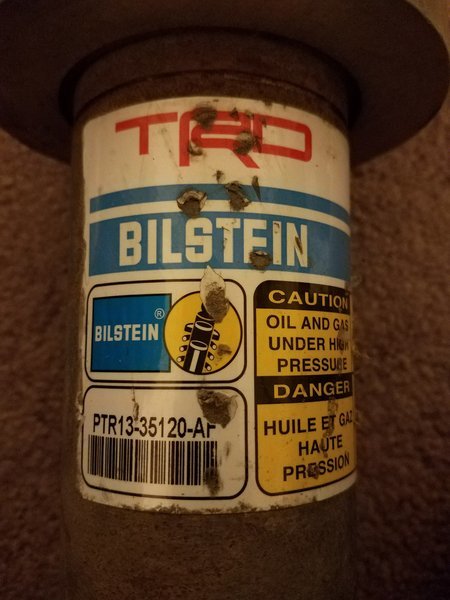 TRD
BILSTEIN
BILSTEIN®
PTR13-35120-AF
CAUTION
OIL AND GAS
UNDER HIGH
PRESSURE
DANGER
HUILE ET GAZ
HAUTE
PRESSION